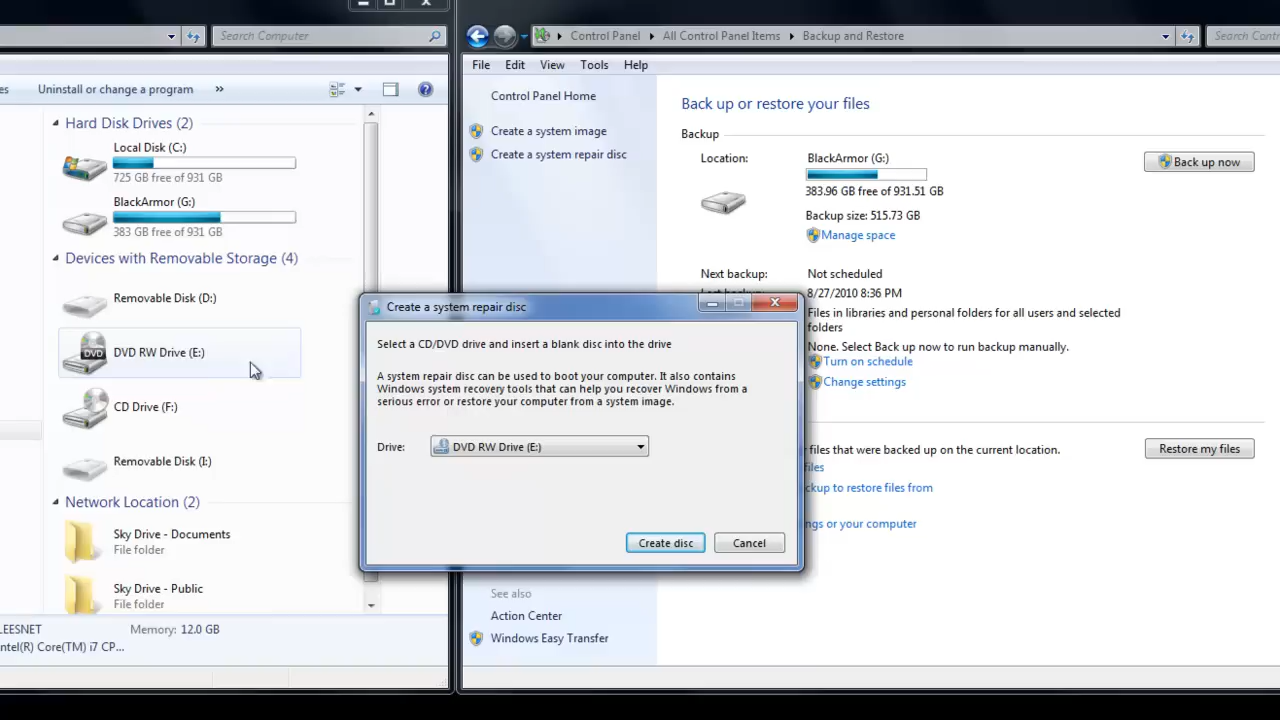 Search Computer
es
Uninstall or change a program »
Hard Disk Drives (2)
Local Disk (C:)
725 GB free of 931 GB
BlackArmor (G:)
383 GB free of 931 GB
Devices with Removable Storage (4)
Removable Disk (D:)
DVD
DVD RW Drive (E:)
CD Drive (F:)
Removable Disk (I:)
Network Location (2)
Sky Drive - Documents
File folder
Sky Drive - Public
File folder
LEESNET Memory: 12.0 GB
ntel(R) Core(TM) i7 CP...
Control Panel All Control Panel Items Backup and Restore
Search Contr
File Edit View Tools Help
Control Panel Home
Create a system image
Create a system repair disc
See also
Action Center
Windows Easy Transfer
Back up or restore your files
Backup
Location: BlackArmor (G:)
Back up now
383.96 GB free of 931.51 GB
Backup size: 515.73 GB
Manage space
Next backup: Not scheduled
8/27/2010 8:36 PM
Files in libraries and personal folders for all users and selected
folders
None. Select Back up now to run backup manually.
Turn on schedule
Change settings
files that were backed up on the current location.
Restore my files
files
ckup to restore files from
ngs or your computer
Create a system repair disc
Select a CD/DVD drive and insert a blank disc into the drive
A system repair disc can be used to boot your computer. It also contains
Windows system recovery tools that can help you recover Windows from a
serious error or restore your computer from a system image.
Drive: DVD RW Drive (E:)
Create disc Cancel